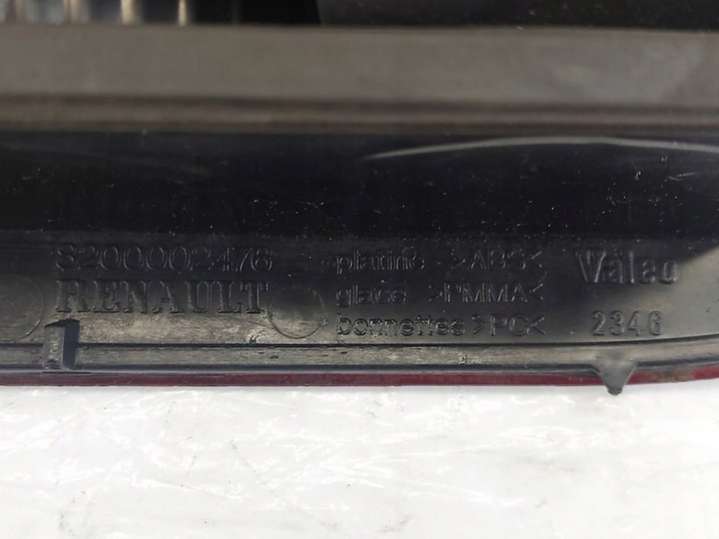 8200002476
RENAULT
platine >ABS<
glace >PMMA<
bonnettes >PC<
Valeo
2346